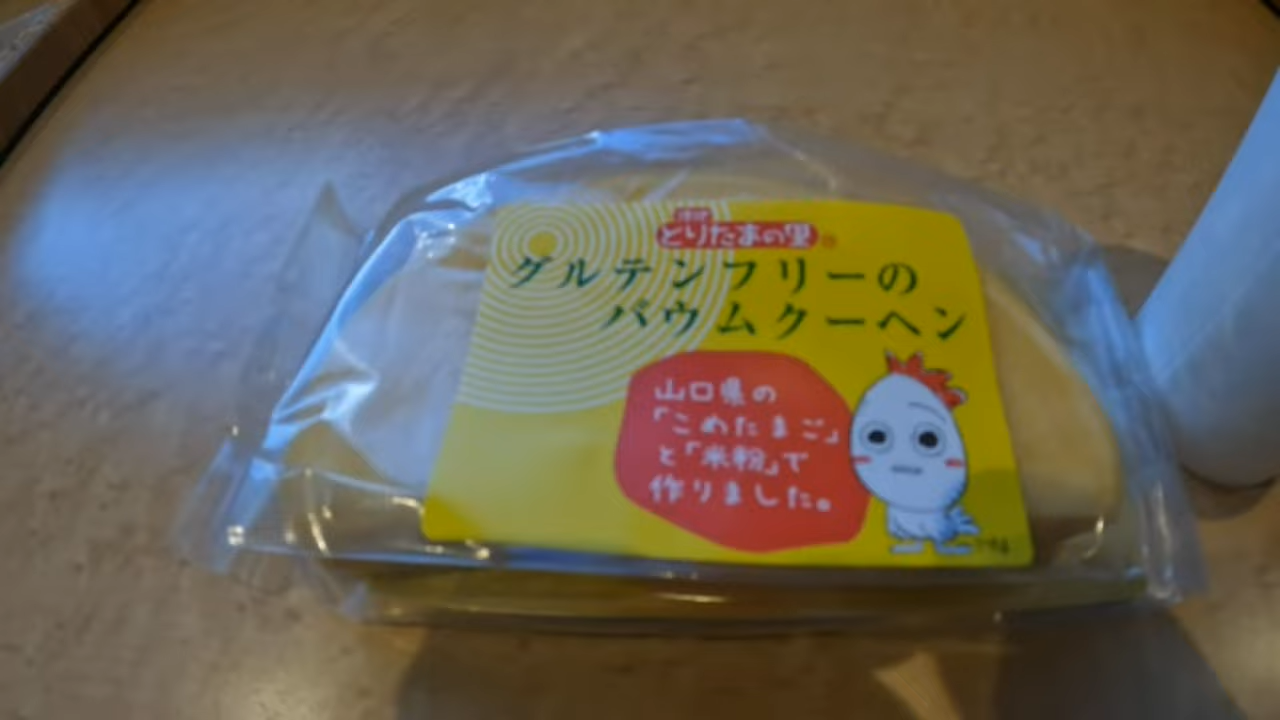 とりたまの里
グルテンフリーの
バウムクーヘン
山口県の
「こめたまご」
と「米粉」で
作りました。